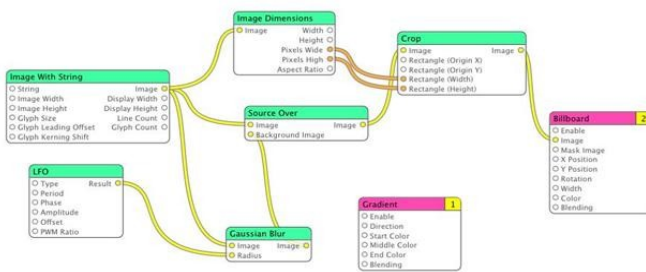 Image With String
String
Image
Image Width
Display Width
Image Height
Display Height
Glyph Size
Line Count
Glyph Leading Offset
Glyph Count
Glyph Kerning Shift
LFO
Type
Result
Period
Phase
Amplitude
Offset
PWM Ratio
Image Dimensions
Image
Width
Height
Pixels Wide
Pixels High
Aspect Ratio
Source Over
Image
Image
Background Image
Gaussian Blur
Image
Image
Radius
Crop
Image
Image
Rectangle (Origin X)
Rectangle (Origin Y)
Rectangle (Width)
Rectangle (Height)
Gradient
1
Enable
Direction
Start Color
Middle Color
End Color
Blending
Billboard
2
Enable
Image
Mask Image
X Position
Y Position
Rotation
Width
Color
Blending